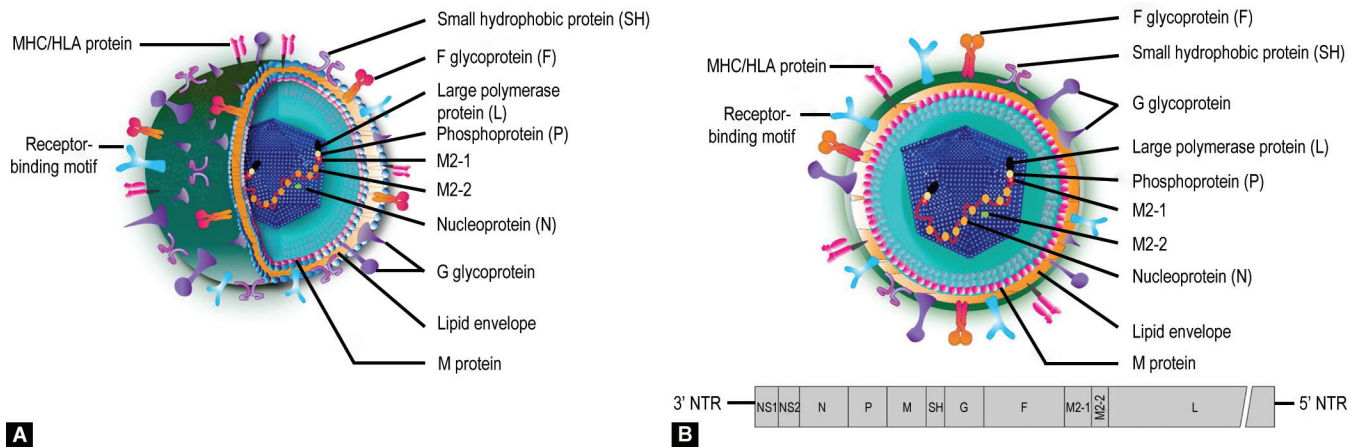 Small hydrophobic protein (SH)
MHC/HLA protein
F glycoprotein (F)
Large polymerase
protein (L)
Phosphoprotein (P)
Receptor-
binding motif
M2-1
M2-2
Nucleoprotein (N)
G glycoprotein
Lipid envelope
M protein
A
F glycoprotein (F)
Small hydrophobic protein (SH)
MHC/HLA protein
G glycoprotein
Receptor-
binding motif
Large polymerase protein (L)
Phosphoprotein (P)
M2-1
M2-2
Nucleoprotein (N)
Lipid envelope
M protein
3' NTR NS1 NS2 N P M SH G F M2-1 M2-2 L 5' NTR
B